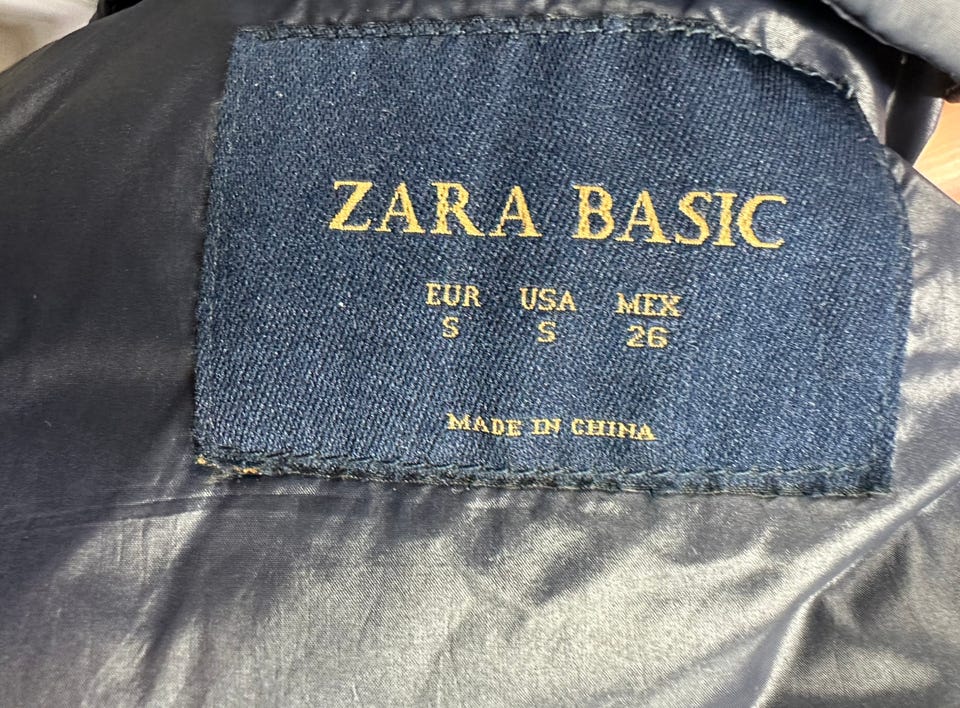 ZARA BASIC
EUR USA MEX
S S 26
MADE IN CHINA